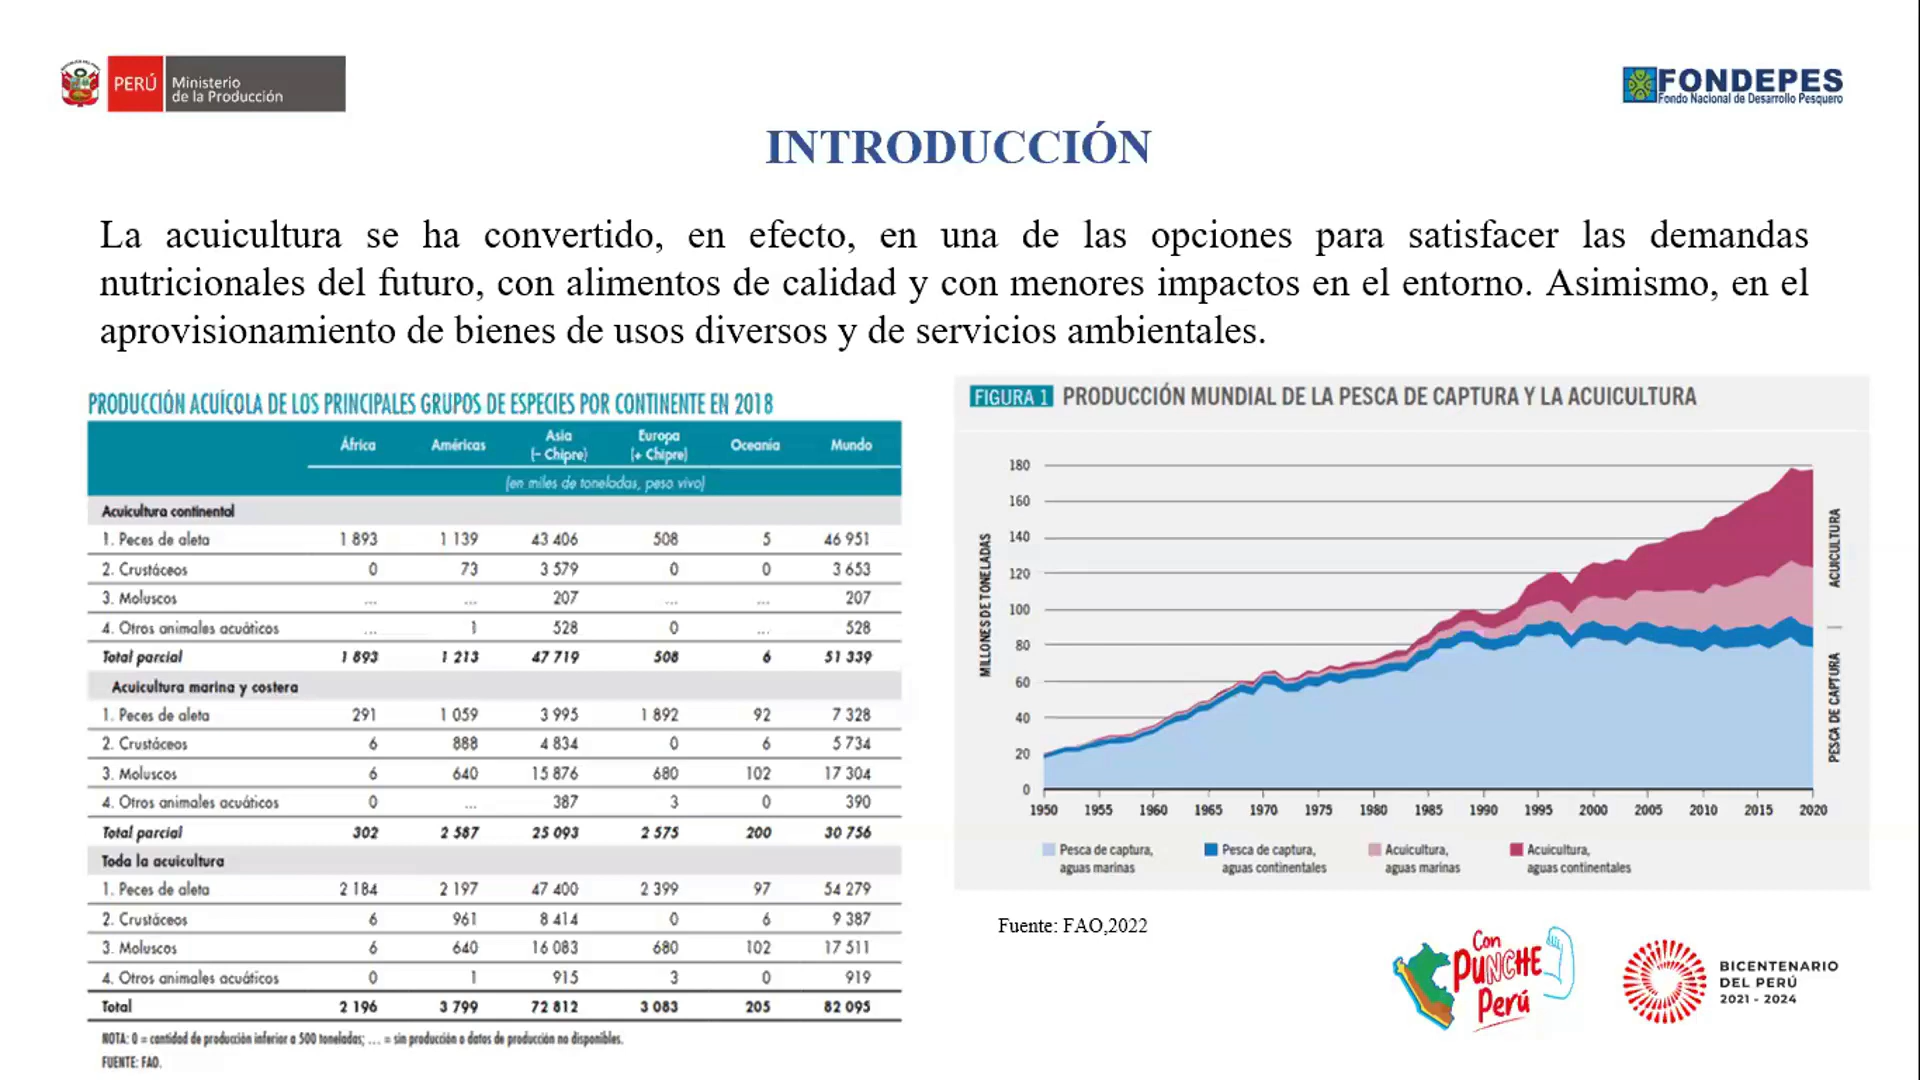 PERÚ
Ministerio
de la Producción
FONDEPES
Fondo Nacional de Desarrollo Pesquero
INTRODUCCIÓN
La acuicultura se ha convertido, en efecto, en una de las opciones para satisfacer las demandas
nutricionales del futuro, con alimentos de calidad y con menores impactos en el entorno. Asimismo, en el
aprovisionamiento de bienes de usos diversos y de servicios ambientales.
PRODUCCIÓN ACUÍCOLA DE LOS PRINCIPALES GRUPOS DE ESPECIES POR CONTINENTE EN 2018
África Américas Asia (– Chipre) Europa (+ Chipre) Oceanía Mundo
(en miles de toneladas, peso vivo)
Acuicultura continental
1. Peces de aleta 1 893 1 139 43 406 508 5 46 951
2. Crustáceos 0 73 3 579 0 0 3 653
3. Moluscos ... ... 207 ... ... 207
4. Otros animales acuáticos ... 1 528 0 ... 528
Total parcial 1 893 1 213 47 719 508 6 51 339
Acuicultura marina y costera
1. Peces de aleta 291 1 059 3 995 1 892 92 7 328
2. Crustáceos 6 888 4 834 0 6 5 734
3. Moluscos 6 640 15 876 680 102 17 304
4. Otros animales acuáticos 0 ... 387 3 0 390
Total parcial 302 2 587 25 093 2 575 200 30 756
Toda la acuicultura
1. Peces de aleta 2 184 2 197 47 400 2 399 97 54 279
2. Crustáceos 6 961 8 414 0 6 9 387
3. Moluscos 6 640 16 083 680 102 17 511
4. Otros animales acuáticos 0 1 915 3 0 919
Total 2 196 3 799 72 812 3 083 205 82 095
NOTA: 0 = cantidad de producción inferior a 500 toneladas; ... = sin producción o datos de producción no disponibles.
FUENTE: FAO.
FIGURA 1 PRODUCCIÓN MUNDIAL DE LA PESCA DE CAPTURA Y LA ACUICULTURA
MILLONES DE TONELADAS
180
160
140
120
100
80
60
40
20
0
1950 1955 1960 1965 1970 1975 1980 1985 1990 1995 2000 2005 2010 2015 2020
ACUICULTURA
PESCA DE CAPTURA
Pesca de captura, aguas marinas
Pesca de captura, aguas continentales
Acuicultura, aguas marinas
Acuicultura, aguas continentales
Fuente: FAO,2022
Con
PUNCHE
Perú
BICENTENARIO
DEL PERÚ
2021 - 2024